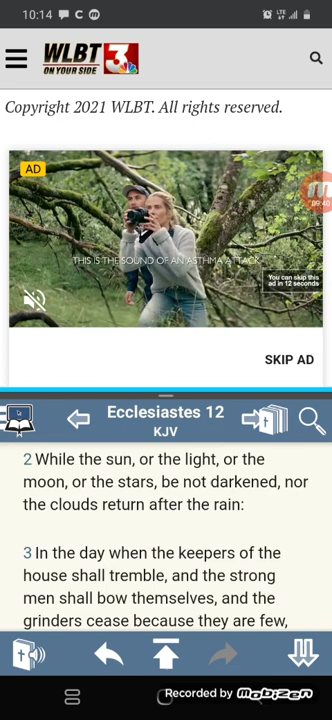 10:14
LTE
WLBT 3
ON YOUR SIDE
Copyright 2021 WLBT. All rights reserved.
AD
THIS IS THE SOUND OF AN ASTHMA ATTACK
09:40
You can skip this
ad in 12 seconds
SKIP AD
Ecclesiastes 12
KJV
2 While the sun, or the light, or the
moon, or the stars, be not darkened, nor
the clouds return after the rain:
3 In the day when the keepers of the
house shall tremble, and the strong
men shall bow themselves, and the
grinders cease because they are few,
Recorded by Mobizen